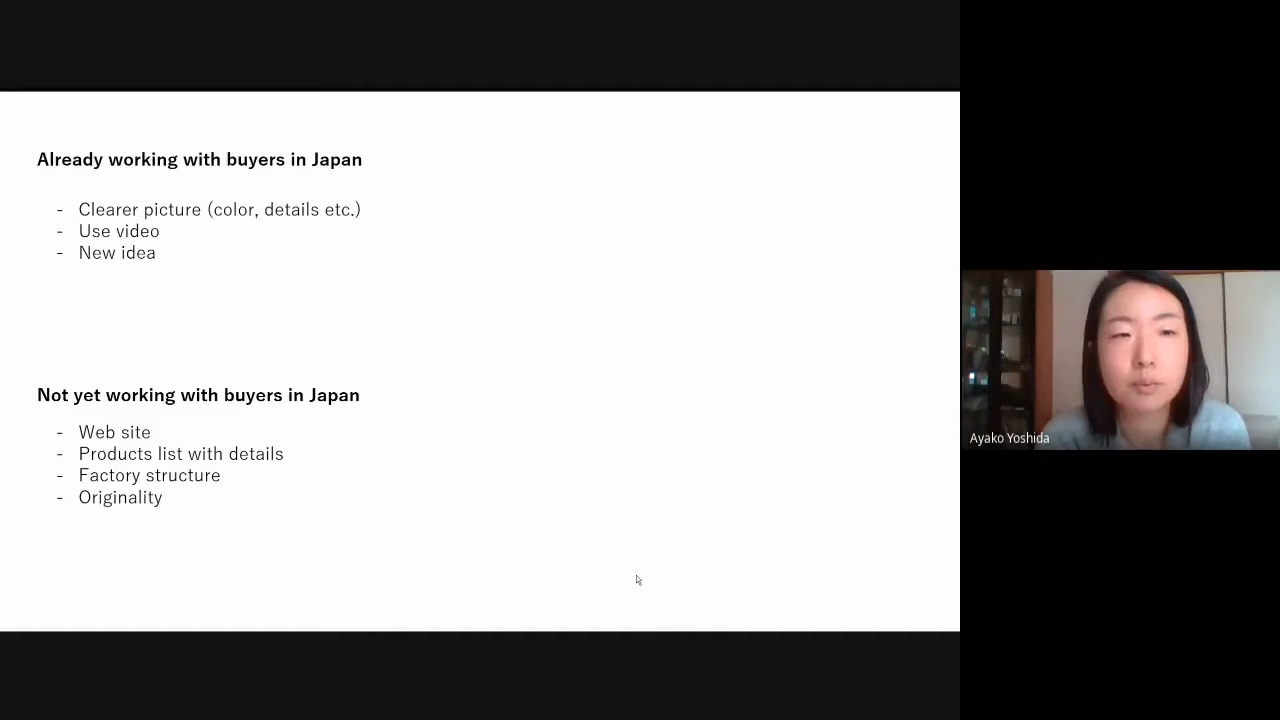 Already working with buyers in Japan
- Clearer picture (color, details etc.)
- Use video
- New idea
Not yet working with buyers in Japan
- Web site
- Products list with details
- Factory structure
- Originality
Ayako Yoshida